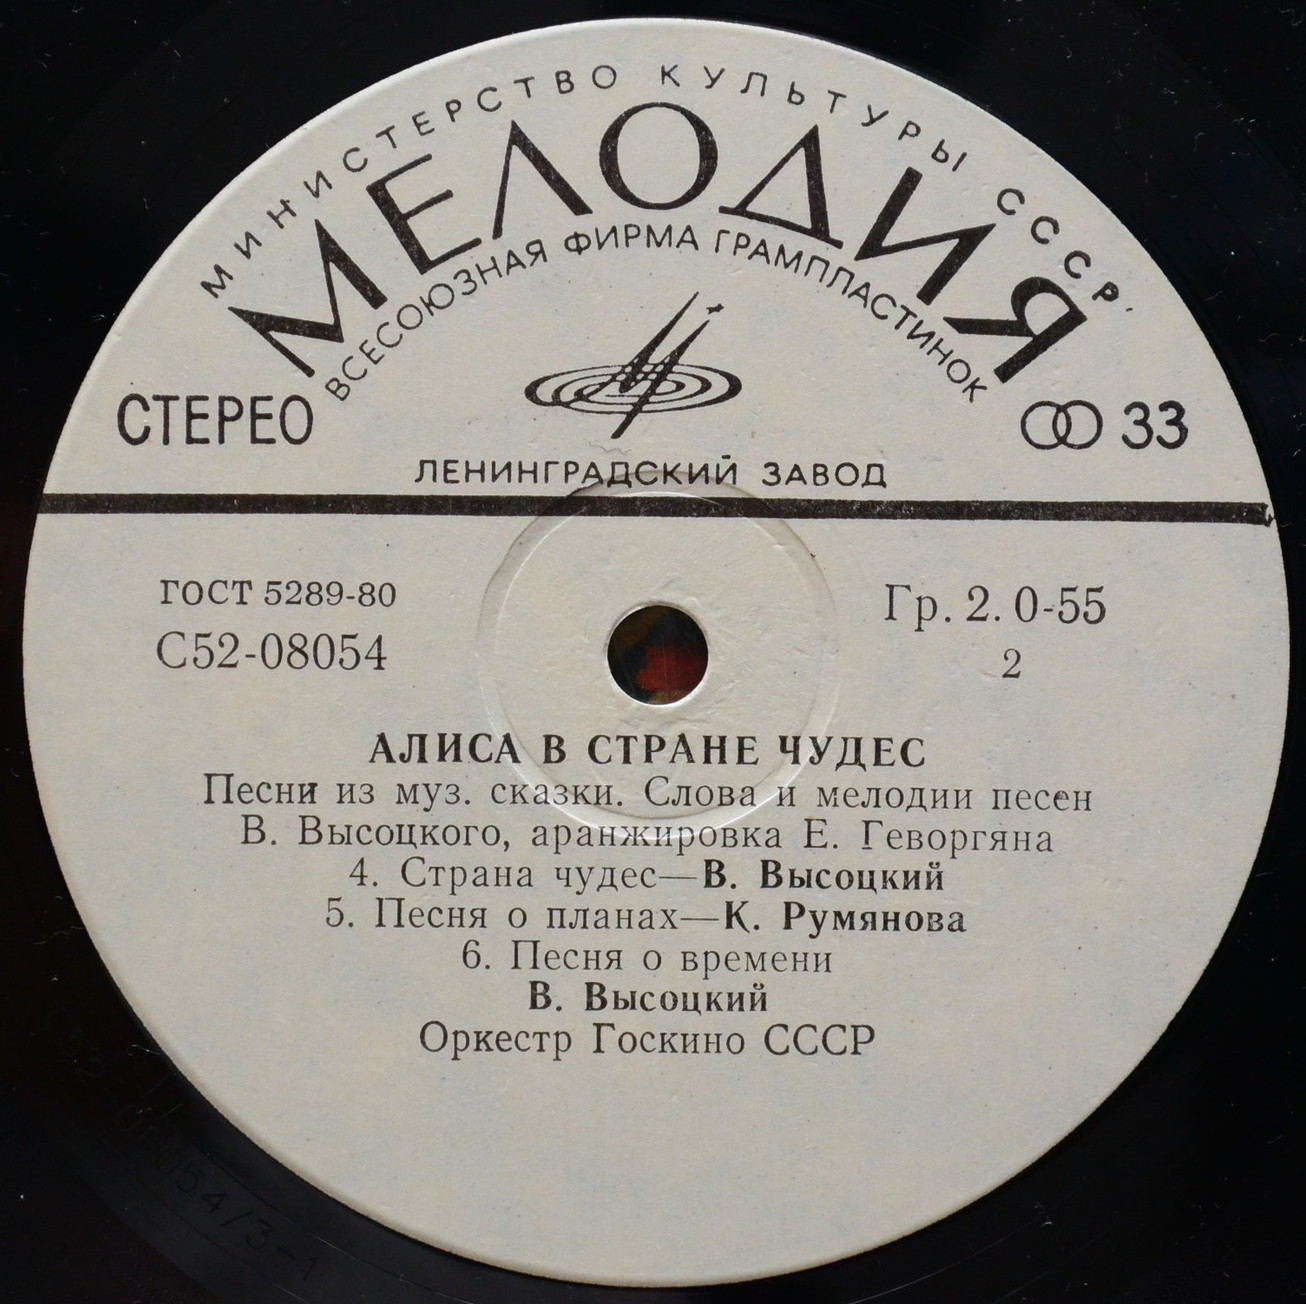 МИНИСТЕРСТВО КУЛЬТУРЫ СССР
МЕЛОДИЯ
ВСЕСОЮЗНАЯ ФИРМА ГРАМПЛАСТИНОК
СТЕРЕО
33
ЛЕНИНГРАДСКИЙ ЗАВОД
ГОСТ 5289-80
Гр. 2. 0-55
С52-08054
2
АЛИСА В СТРАНЕ ЧУДЕС
Песни из муз. сказки. Слова и мелодии песен
В. Высоцкого, аранжировка Е. Геворгяна
4. Страна чудес—В. Высоцкий
5. Песня о планах—К. Румянова
6. Песня о времени
В. Высоцкий
Оркестр Госкино СССР